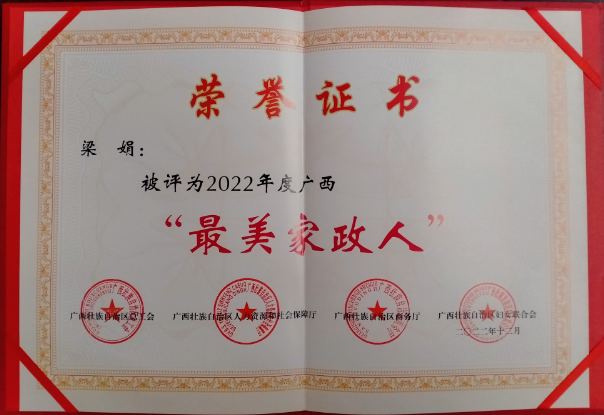 荣誉证书
梁 娟：
被评为2022年度广西
“最美家政人”
广西壮族自治区总工会 广西壮族自治区人力资源和社会保障厅 广西壮族自治区商务厅 广西壮族自治区妇女联合会
二〇二二年十二月